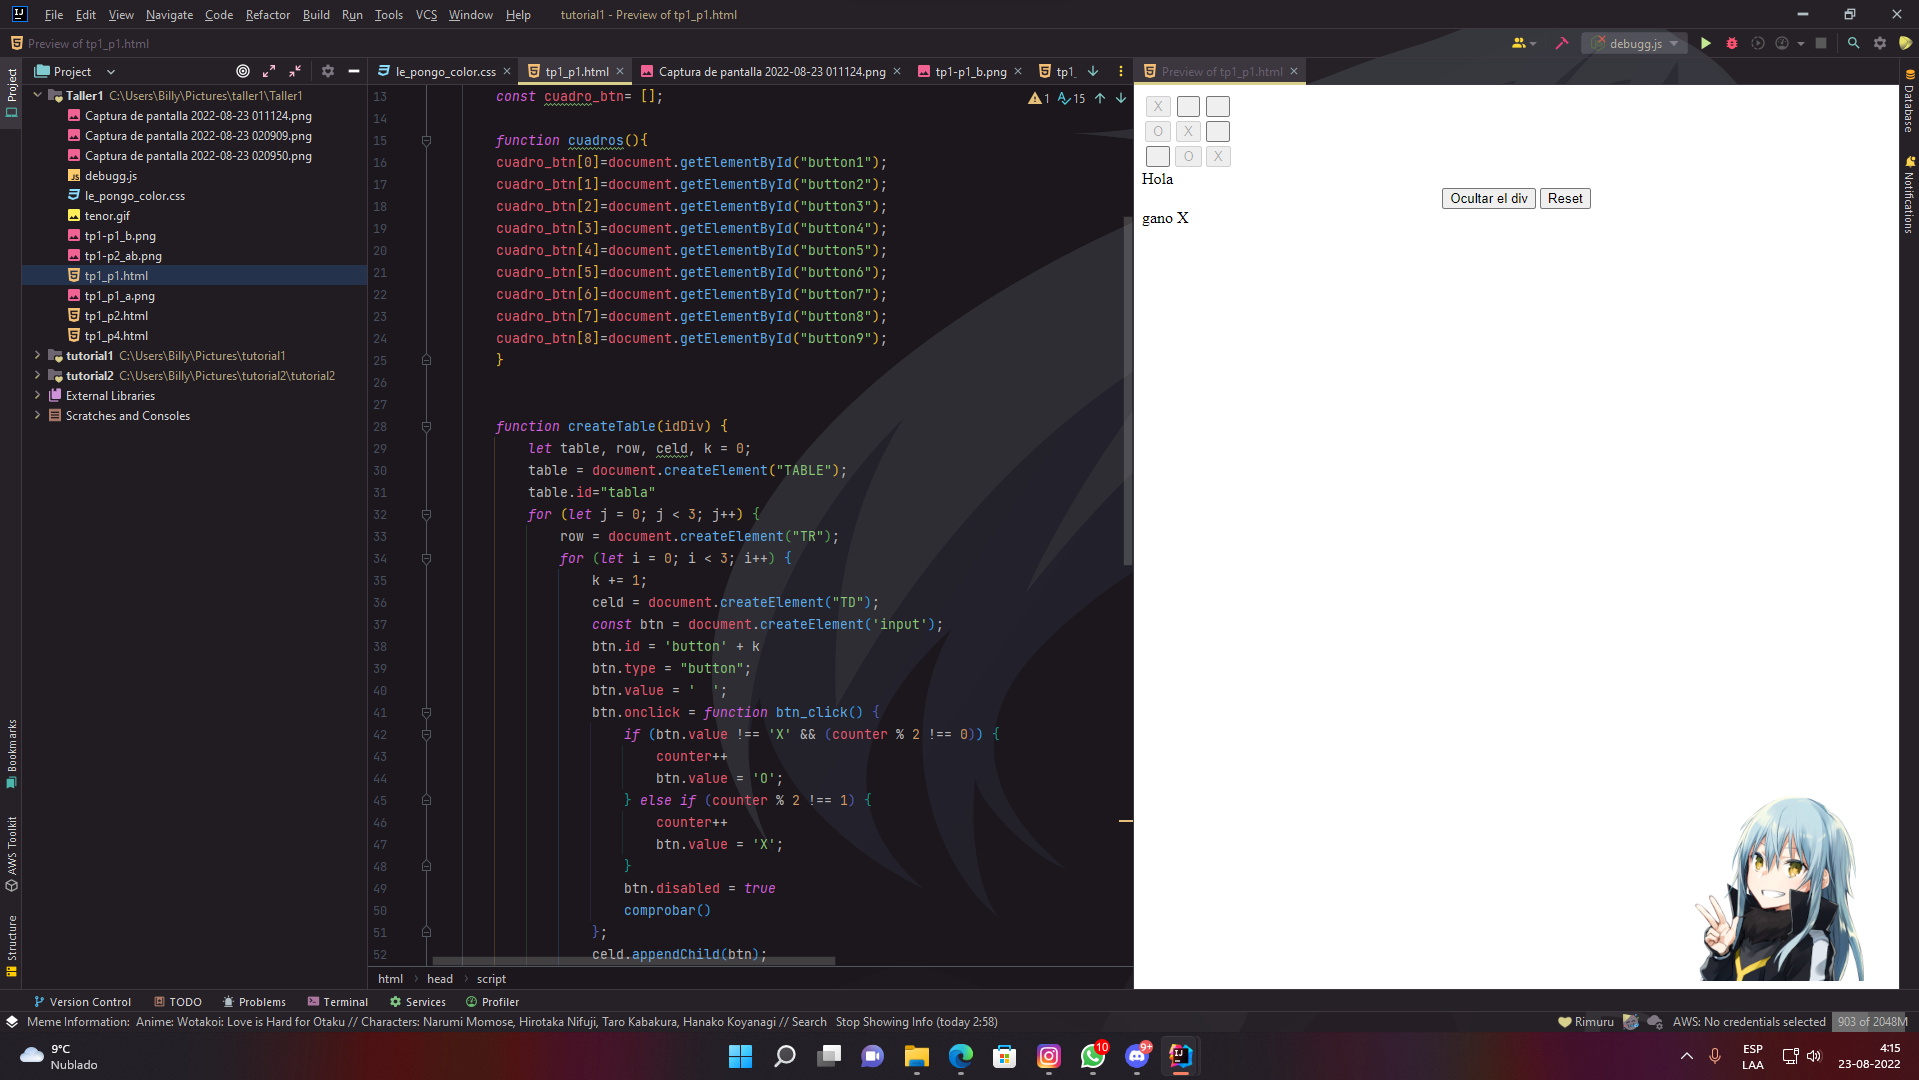 File Edit View Navigate Code Refactor Build Run Tools VCS Window Help tutorial1 - Preview of tp1_p1.html
Preview of tp1_p1.html
debugg.js
Project
le_pongo_color.css
tp1_p1.html
Captura de pantalla 2022-08-23 011124.png
tp1-p1_b.png
tp1_
Preview of tp1_p1.html
Project
Bookmarks
AWS Toolkit
Structure
Taller1 C:\Users\Billy\Pictures\taller1\Taller1
Captura de pantalla 2022-08-23 011124.png
Captura de pantalla 2022-08-23 020909.png
Captura de pantalla 2022-08-23 020950.png
debugg.js
le_pongo_color.css
tenor.gif
tp1-p1_b.png
tp1-p2_ab.png
tp1_p1.html
tp1_p1_a.png
tp1_p2.html
tp1_p4.html
tutorial1 C:\Users\Billy\Pictures\tutorial1
tutorial2 C:\Users\Billy\Pictures\tutorial2\tutorial2
External Libraries
Scratches and Consoles
1 15
13 const cuadro_btn= [];
14
15 function cuadros(){
16 cuadro_btn[0]=document.getElementById("button1");
17 cuadro_btn[1]=document.getElementById("button2");
18 cuadro_btn[2]=document.getElementById("button3");
19 cuadro_btn[3]=document.getElementById("button4");
20 cuadro_btn[4]=document.getElementById("button5");
21 cuadro_btn[5]=document.getElementById("button6");
22 cuadro_btn[6]=document.getElementById("button7");
23 cuadro_btn[7]=document.getElementById("button8");
24 cuadro_btn[8]=document.getElementById("button9");
25 }
26
27
28 function createTable(idDiv) {
29 let table, row, celd, k = 0;
30 table = document.createElement("TABLE");
31 table.id="tabla"
32 for (let j = 0; j < 3; j++) {
33 row = document.createElement("TR");
34 for (let i = 0; i < 3; i++) {
35 k += 1;
36 celd = document.createElement("TD");
37 const btn = document.createElement('input');
38 btn.id = 'button' + k
39 btn.type = "button";
40 btn.value = '  ';
41 btn.onclick = function btn_click() {
42 if (btn.value !== 'X' && (counter % 2 !== 0)) {
43 counter++
44 btn.value = 'O';
45 } else if (counter % 2 !== 1) {
46 counter++
47 btn.value = 'X';
48 }
49 btn.disabled = true
50 comprobar()
51 };
52 celd.appendChild(btn);
html head script
X
O X
O X
Hola
Ocultar el div Reset
gano X
Database
Notifications
Version Control TODO Problems Terminal Services Profiler
Meme Information: Anime: Wotakoi: Love is Hard for Otaku // Characters: Narumi Momose, Hirotaka Nifuji, Taro Kabakura, Hanako Koyanagi // Search Stop Showing Info (today 2:58)
Rimuru AWS: No credentials selected 903 of 2048M
9°C
Nublado
10
9+
ESP
LAA
4:15
23-08-2022